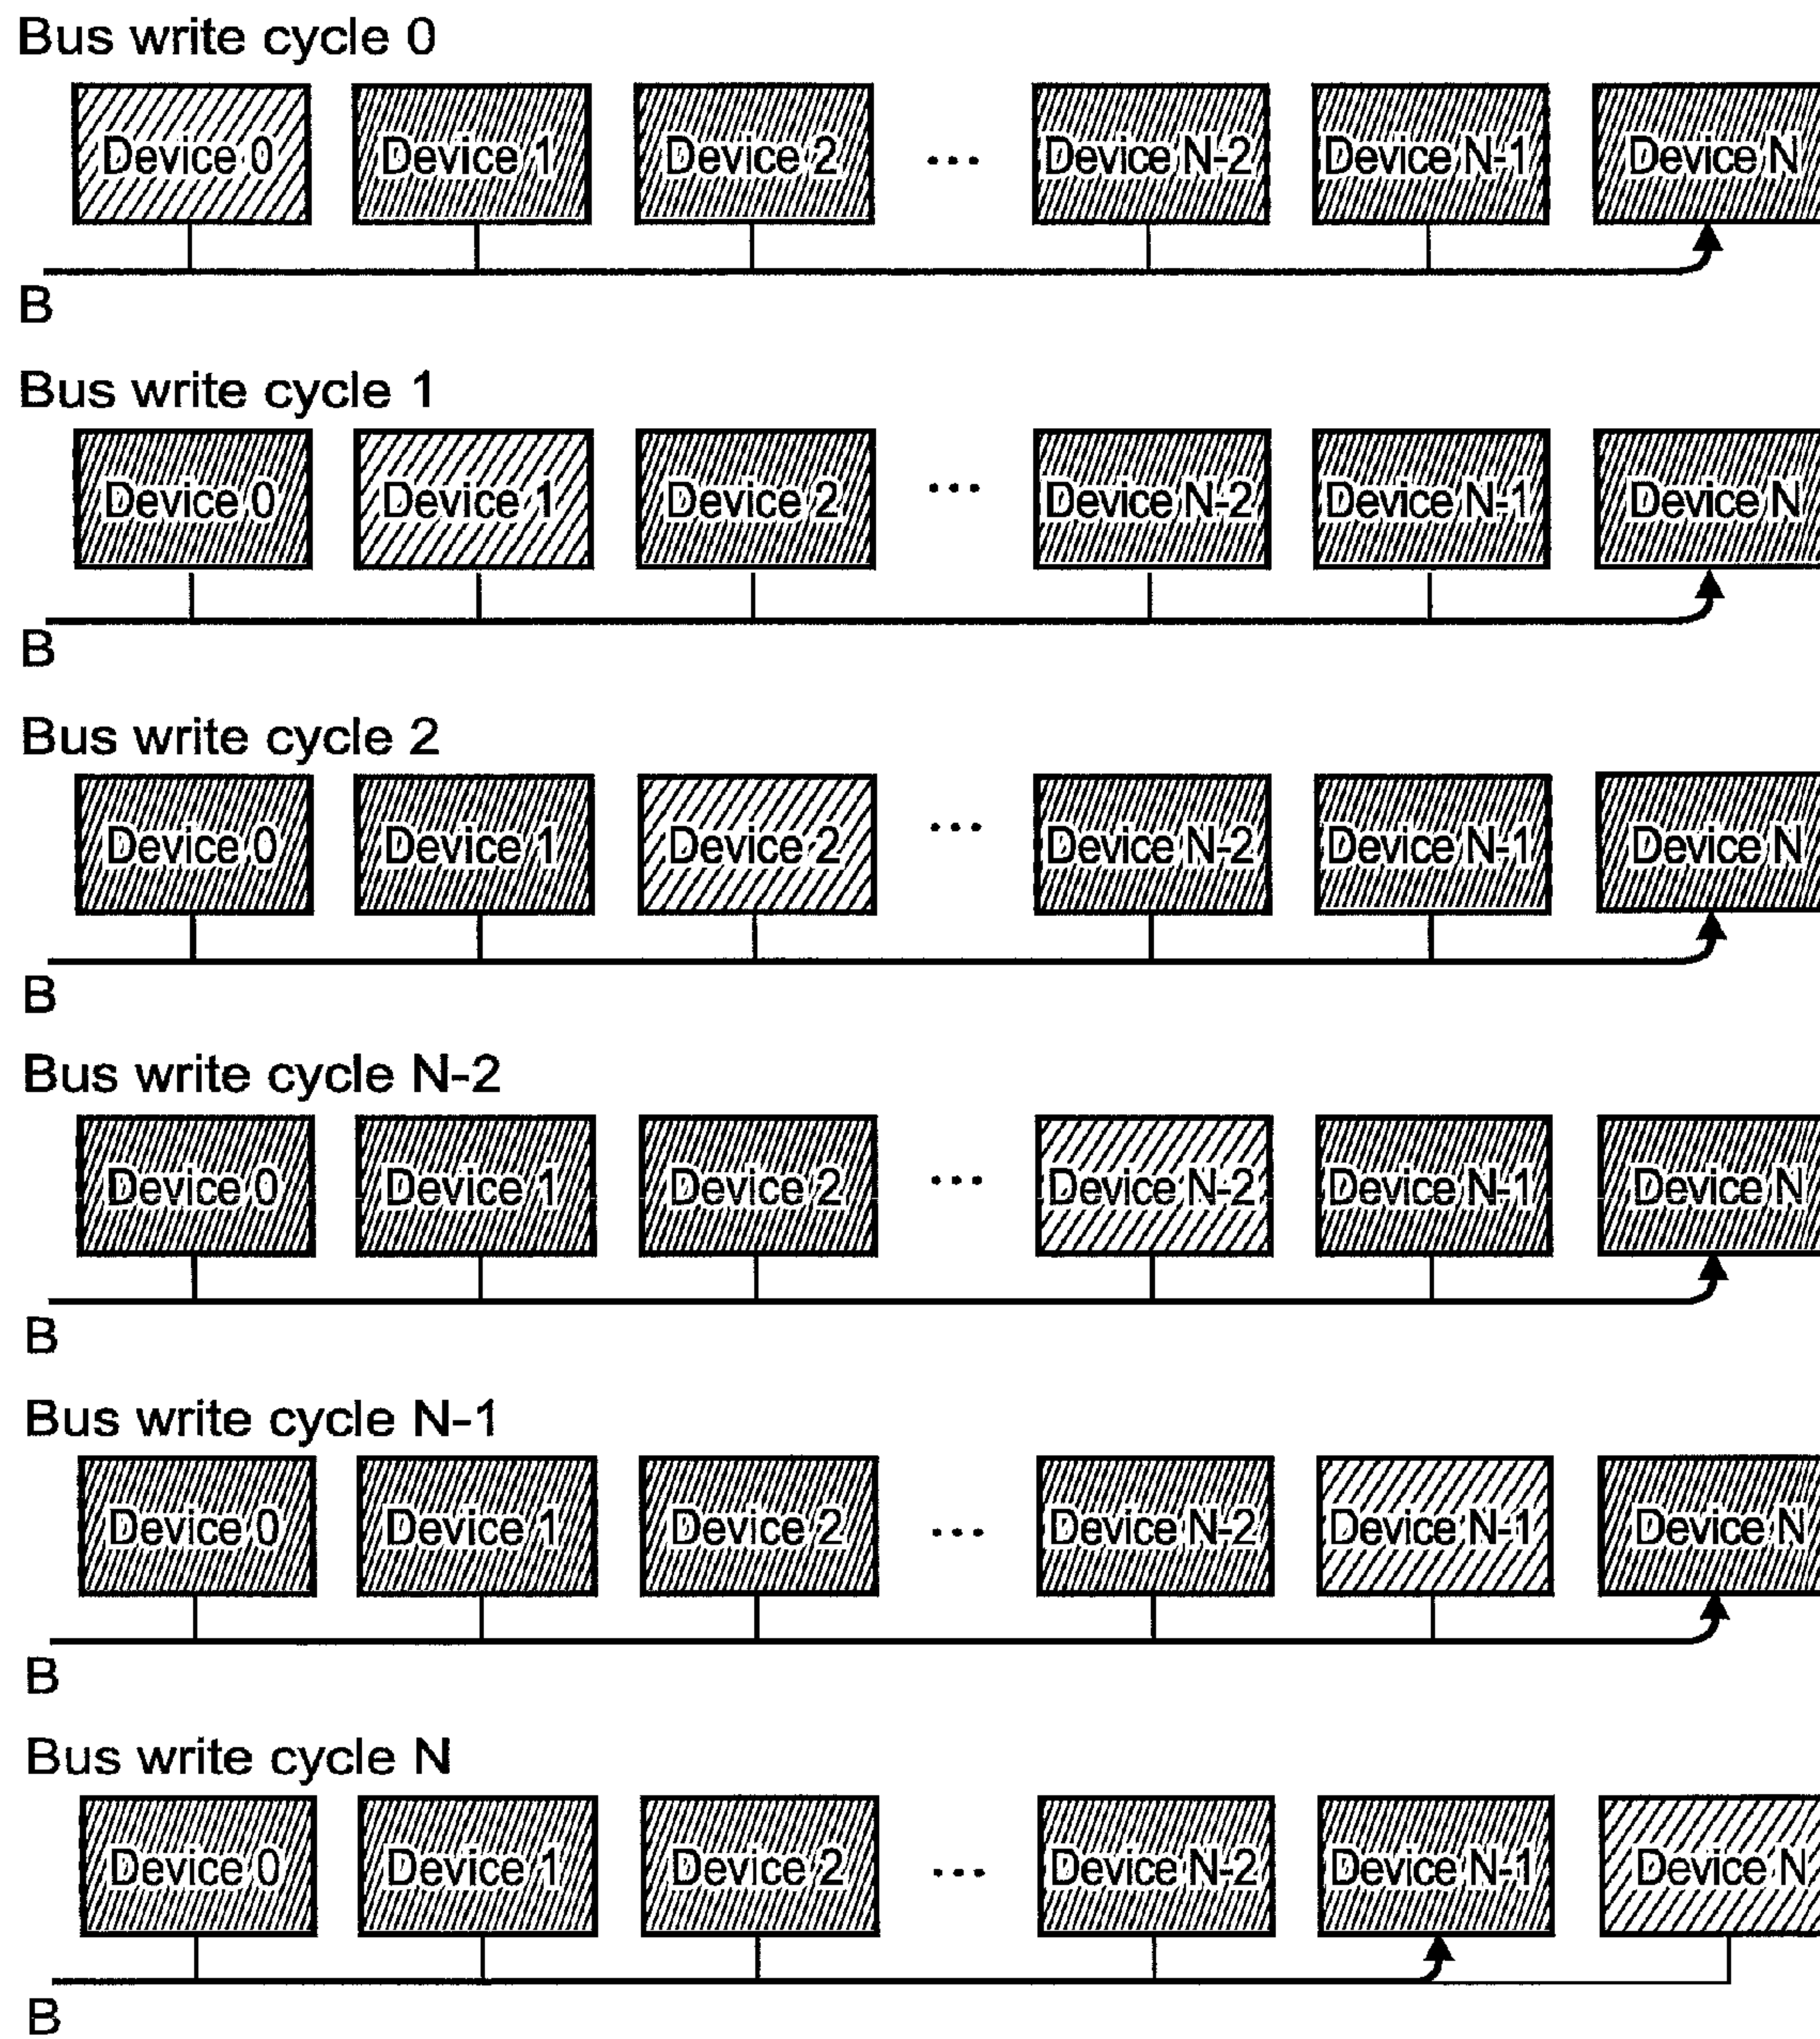 Bus write cycle 0
Device 0 Device 1 Device 2 ... Device N-2 Device N-1 Device N
B
Bus write cycle 1
Device 0 Device 1 Device 2 ... Device N-2 Device N-1 Device N
B
Bus write cycle 2
Device 0 Device 1 Device 2 ... Device N-2 Device N-1 Device N
B
Bus write cycle N-2
Device 0 Device 1 Device 2 ... Device N-2 Device N-1 Device N
B
Bus write cycle N-1
Device 0 Device 1 Device 2 ... Device N-2 Device N-1 Device N
B
Bus write cycle N
Device 0 Device 1 Device 2 ... Device N-2 Device N-1 Device N
B